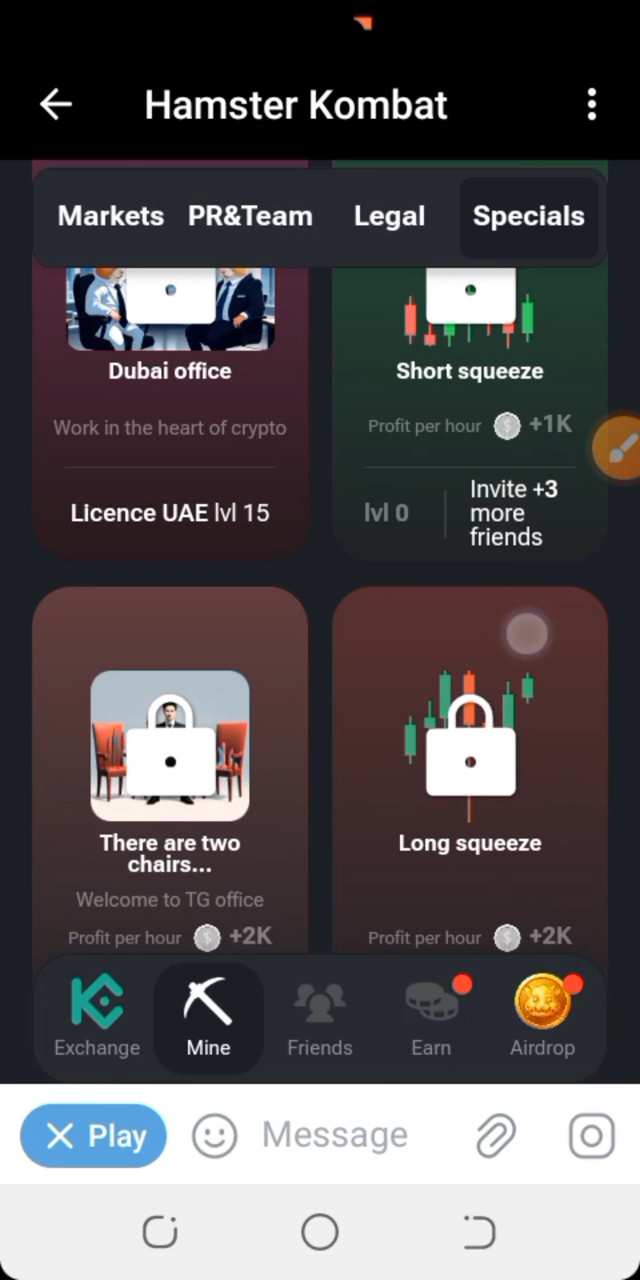 Hamster Kombat
Markets PR&Team Legal Specials
Dubai office
Work in the heart of crypto
Licence UAE lvl 15
Short squeeze
Profit per hour +1K
lvl 0
Invite +3
more
friends
There are two
chairs...
Welcome to TG office
Profit per hour +2K
Long squeeze
Profit per hour +2K
Exchange Mine Friends Earn Airdrop
Play Message